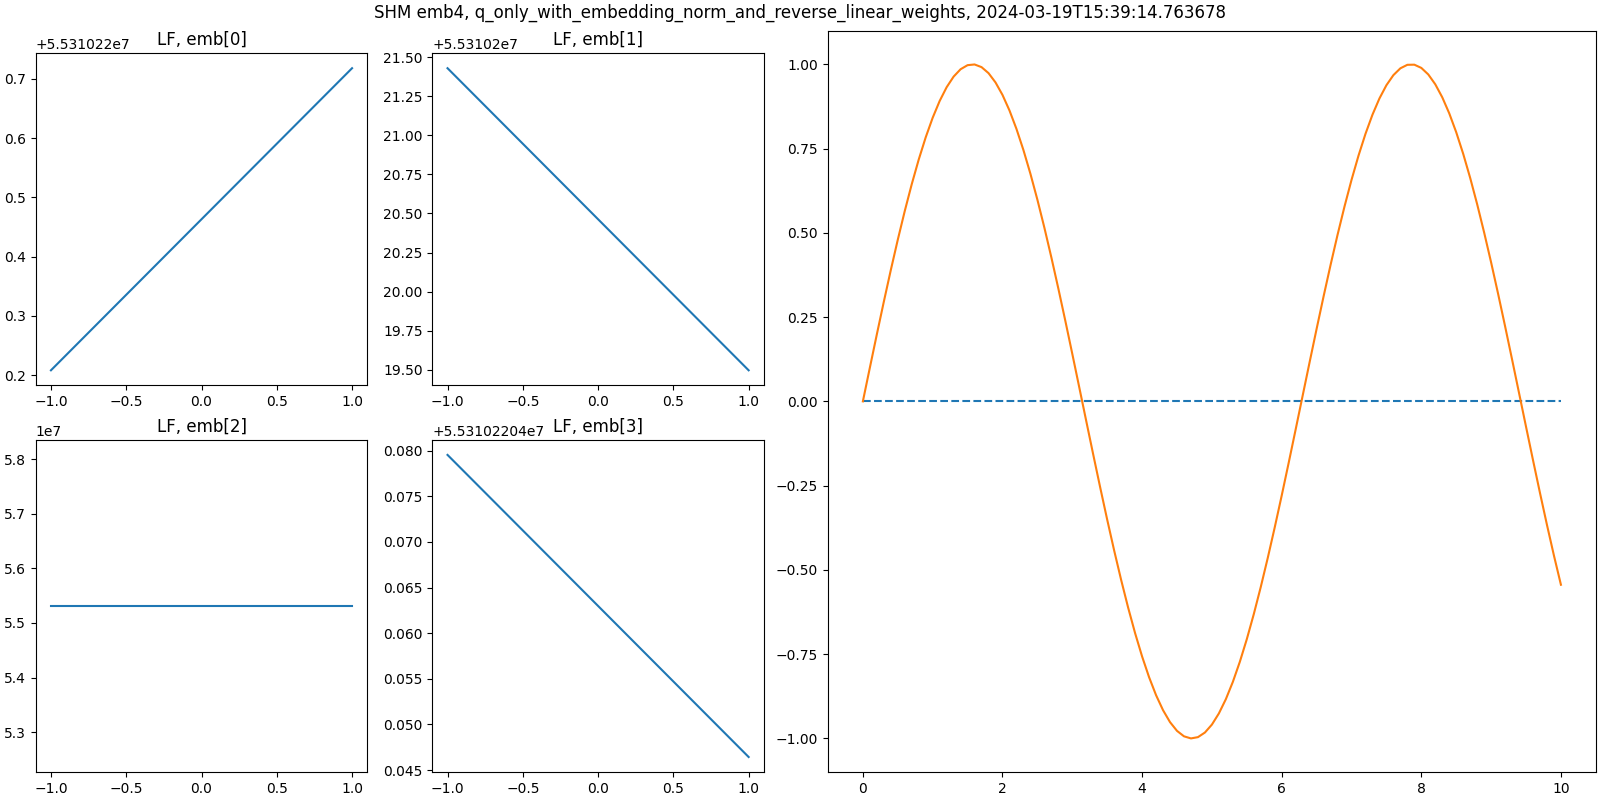 SHM emb4, q_only_with_embedding_norm_and_reverse_linear_weights, 2024-03-19T15:39:14.763678
+5.531022e7
LF, emb[0]
0.7
0.6
0.5
0.4
0.3
0.2
−1.0 −0.5 0.0 0.5 1.0
+5.53102e7
LF, emb[1]
21.50
21.25
21.00
20.75
20.50
20.25
20.00
19.75
19.50
−1.0 −0.5 0.0 0.5 1.0
1e7
LF, emb[2]
5.8
5.7
5.6
5.5
5.4
5.3
−1.0 −0.5 0.0 0.5 1.0
+5.53102204e7
LF, emb[3]
0.080
0.075
0.070
0.065
0.060
0.055
0.050
0.045
−1.0 −0.5 0.0 0.5 1.0
1.00
0.75
0.50
0.25
0.00
−0.25
−0.50
−0.75
−1.00
0 2 4 6 8 10